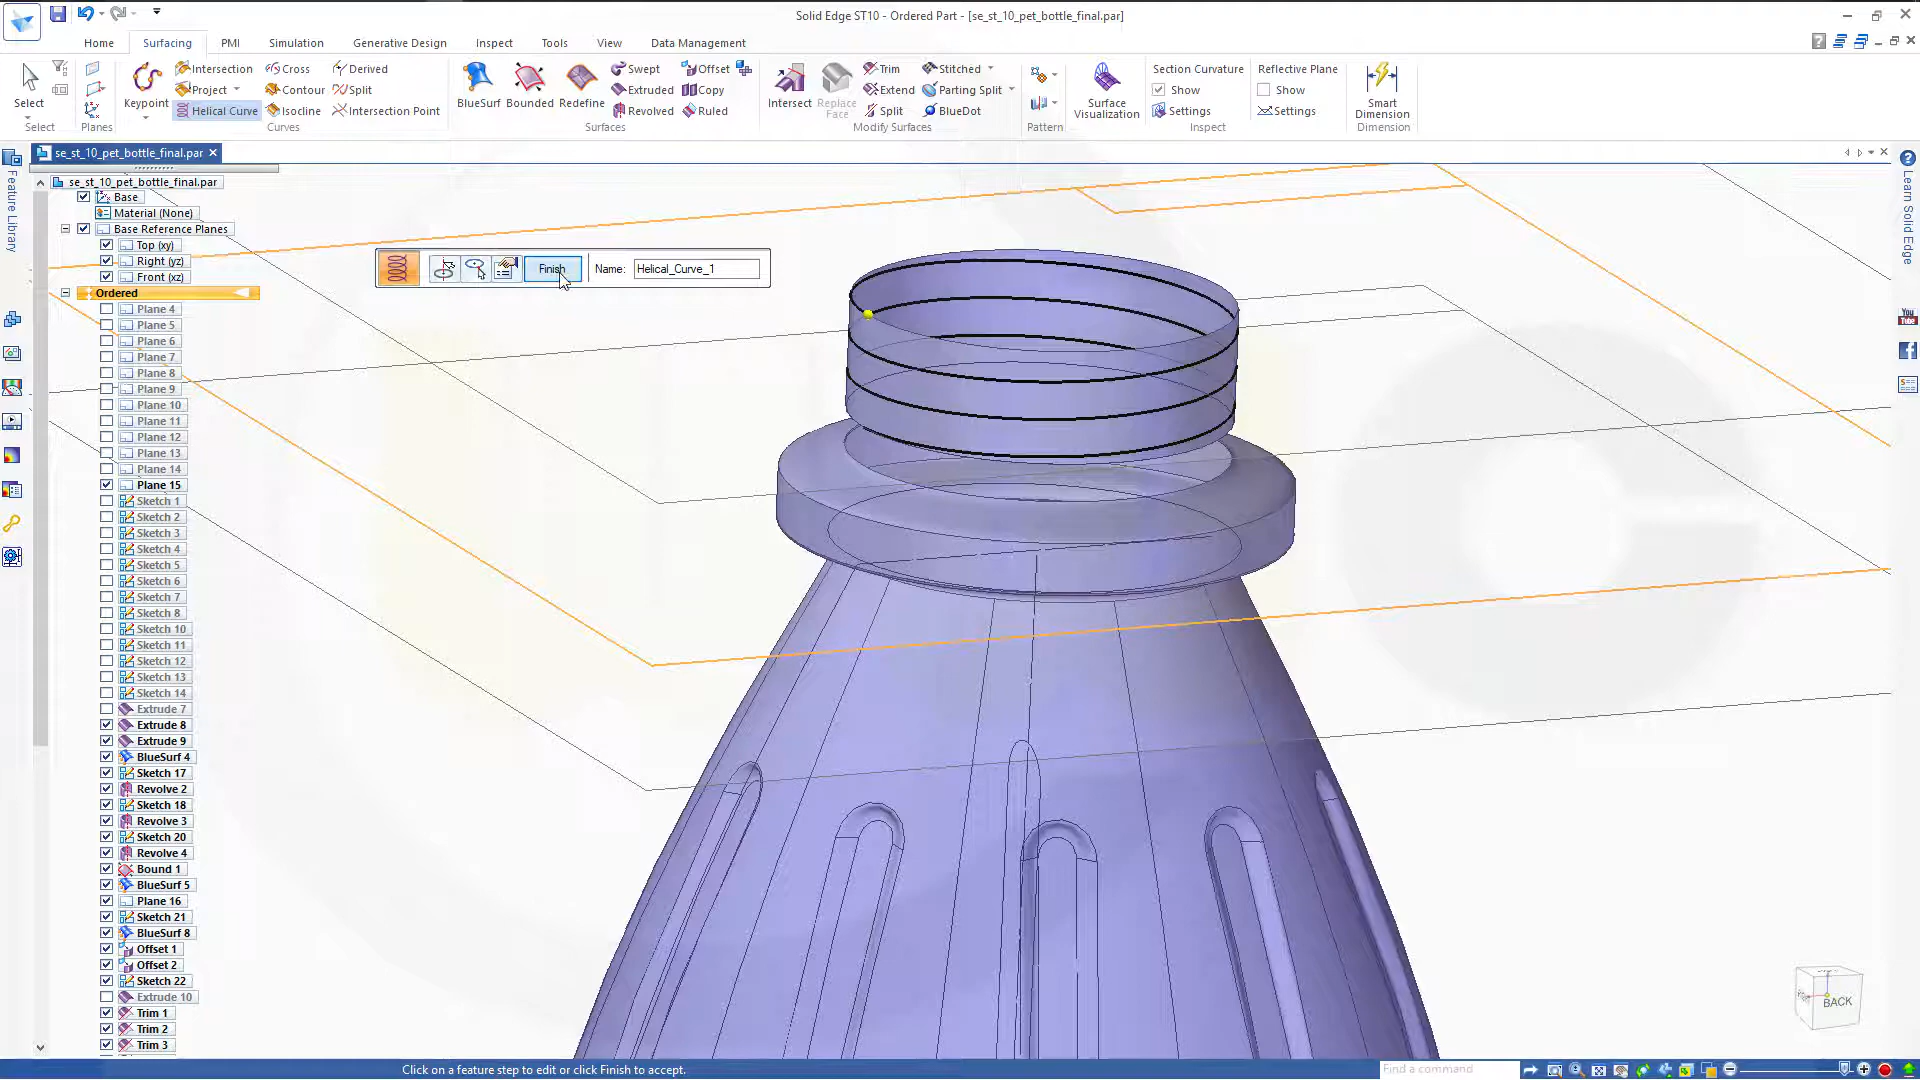 Solid Edge ST10 - Ordered Part - [se_st_10_pet_bottle_final.par]
Home Surfacing PMI Simulation Generative Design Inspect Tools View Data Management
Select
Select
Planes
Keypoint
Intersection
Project
Helical Curve
Cross
Contour
Isocline
Derived
Split
Intersection Point
Curves
BlueSurf
Bounded
Redefine
Swept
Extruded
Revolved
Offset
Copy
Ruled
Surfaces
Intersect
Replace
Face
Trim
Extend
Split
Stitched
Parting Split
BlueDot
Modify Surfaces
Pattern
Surface
Visualization
Section Curvature
Show
Settings
Inspect
Reflective Plane
Show
Settings
Smart
Dimension
Dimension
se_st_10_pet_bottle_final.par
Feature Library
Learn Solid Edge
You
Tube
se_st_10_pet_bottle_final.par
Base
Material (None)
Base Reference Planes
Top (xy)
Right (yz)
Front (xz)
Ordered
Plane 4
Plane 5
Plane 6
Plane 7
Plane 8
Plane 9
Plane 10
Plane 11
Plane 12
Plane 13
Plane 14
Plane 15
Sketch 1
Sketch 2
Sketch 3
Sketch 4
Sketch 5
Sketch 6
Sketch 7
Sketch 8
Sketch 10
Sketch 11
Sketch 12
Sketch 13
Sketch 14
Extrude 7
Extrude 8
Extrude 9
BlueSurf 4
Sketch 17
Revolve 2
Sketch 18
Revolve 3
Sketch 20
Revolve 4
Bound 1
BlueSurf 5
Plane 16
Sketch 21
BlueSurf 8
Offset 1
Offset 2
Sketch 22
Extrude 10
Trim 1
Trim 2
Trim 3
Finish
Name: Helical_Curve_1
BACK
Click on a feature step to edit or click Finish to accept.
Find a command